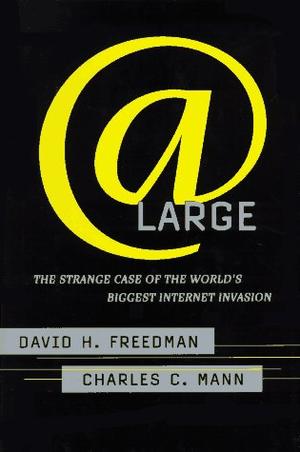 @
LARGE
THE STRANGE CASE OF THE WORLD'S
BIGGEST INTERNET INVASION
DAVID H. FREEDMAN
CHARLES C. MANN